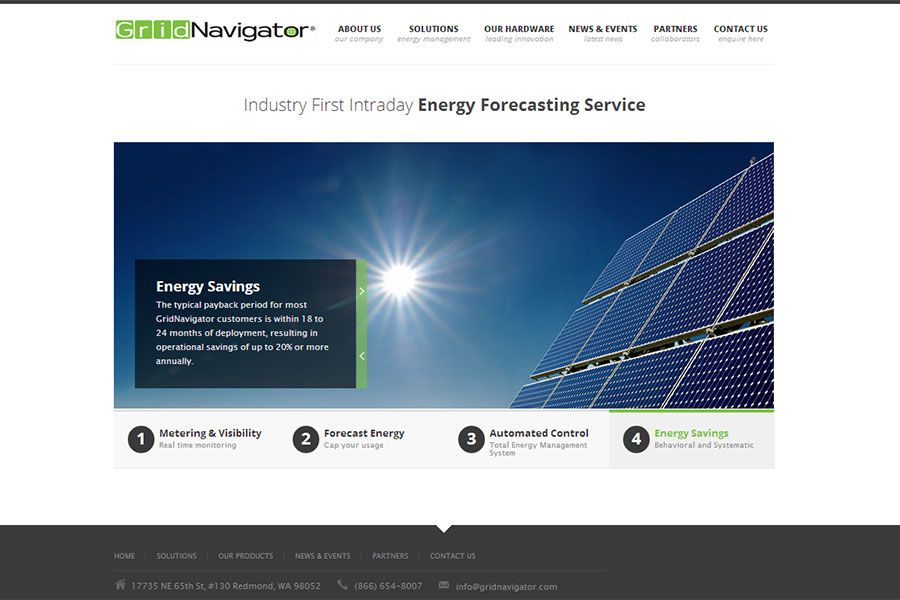 GridNavigator®
ABOUT US
our company
SOLUTIONS
energy management
OUR HARDWARE
leading innovation
NEWS & EVENTS
latest news
PARTNERS
collaborators
CONTACT US
enquire here
Industry First Intraday Energy Forecasting Service
Energy Savings
The typical payback period for most
GridNavigator customers is within 18 to
24 months of deployment, resulting in
operational savings of up to 20% or more
annually.
1 Metering & Visibility
Real time monitoring
2 Forecast Energy
Cap your usage
3 Automated Control
Total Energy Management
System
4 Energy Savings
Behavioral and Systematic
HOME SOLUTIONS OUR PRODUCTS NEWS & EVENTS PARTNERS CONTACT US
17735 NE 65th St, #130 Redmond, WA 98052 (866) 654-8007 info@gridnavigator.com